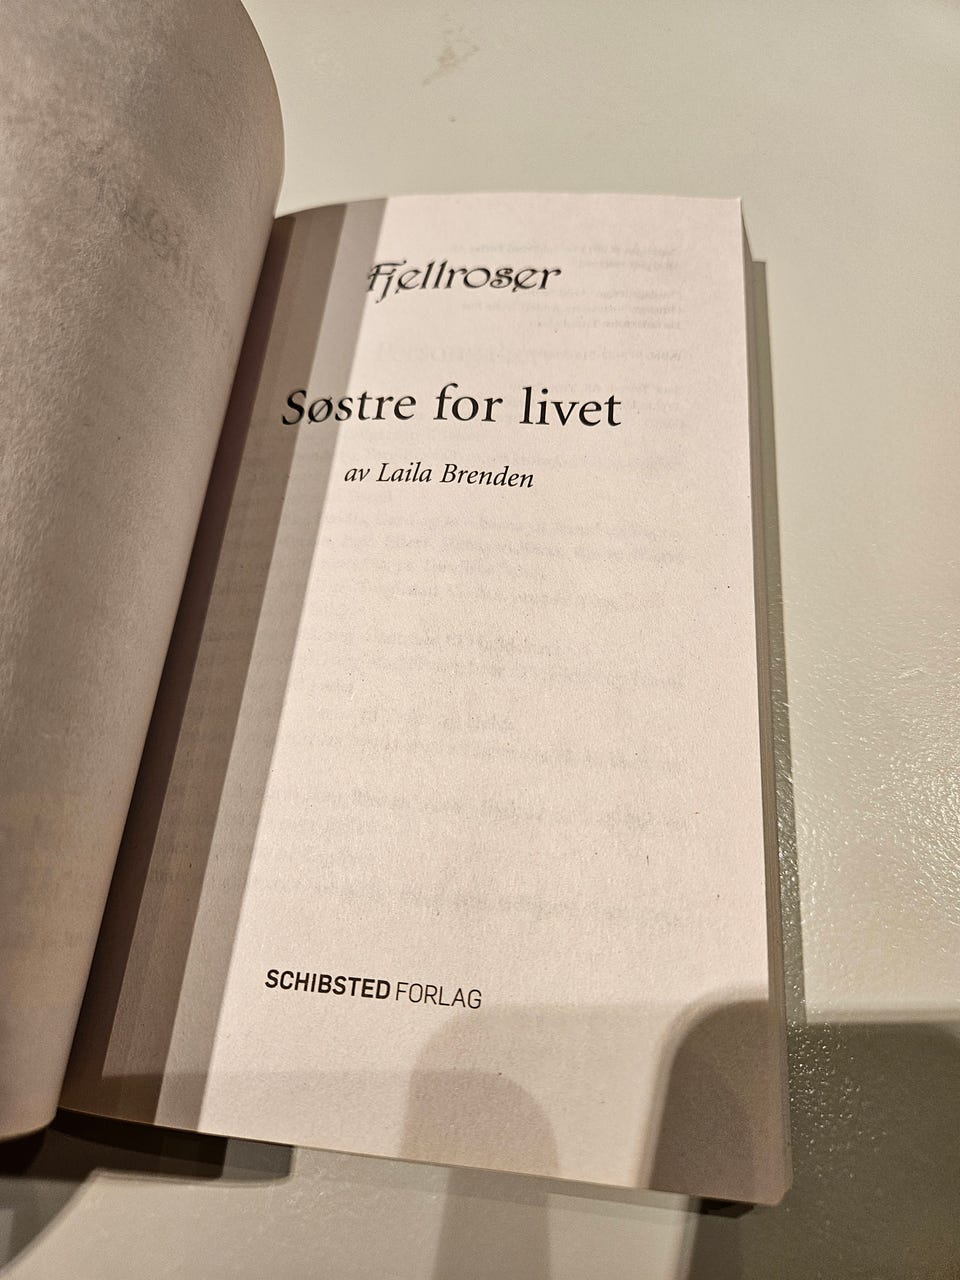 Fjellroser
Søstre for livet
av Laila Brenden
SCHIBSTED FORLAG